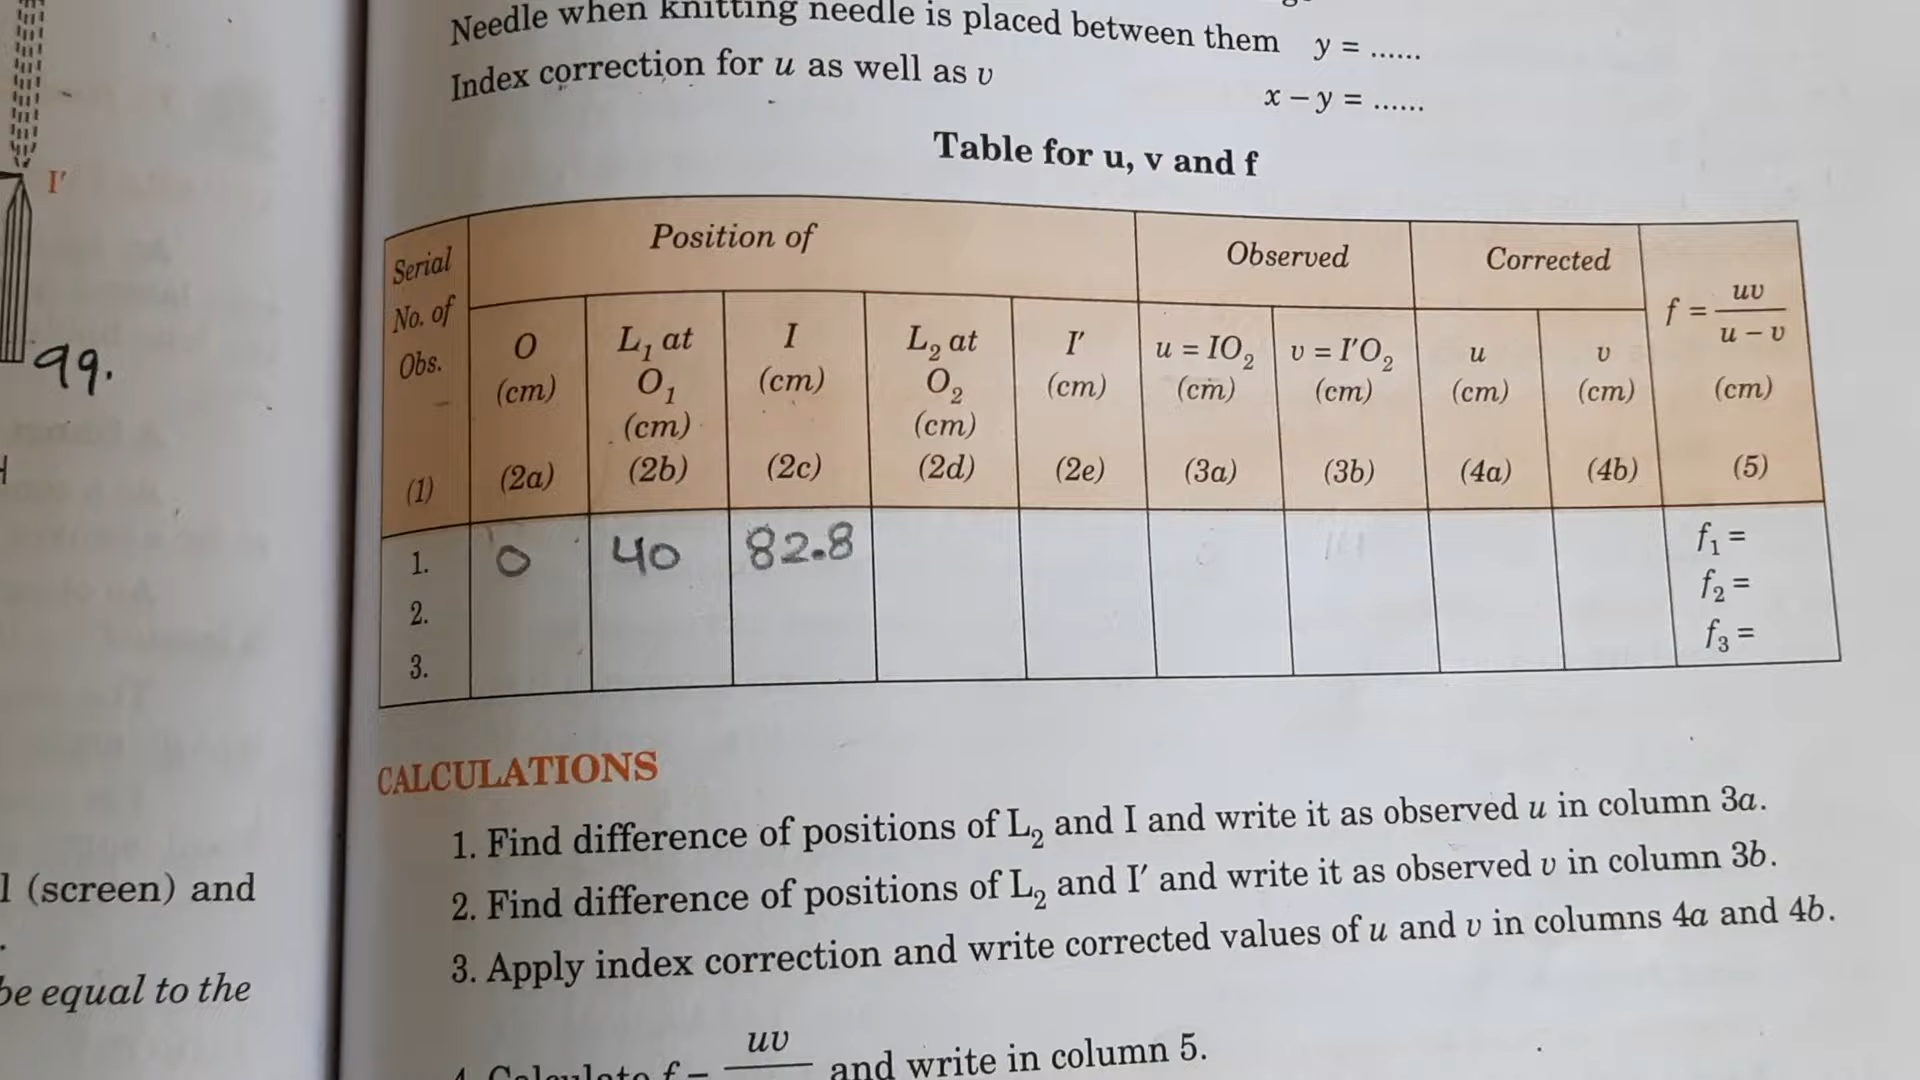 Needle when knitting needle is placed between them y = ......
Index correction for u as well as v
x – y = ......
Table for u, v and f
I′
99.
Serial No. of Obs. (1)
Position of
Observed
Corrected
f = uv / u – v (cm) (5)
O (cm) (2a)
L₁ at O₁ (cm) (2b)
I (cm) (2c)
L₂ at O₂ (cm) (2d)
I′ (cm) (2e)
u = IO₂ (cm) (3a)
v = I′O₂ (cm) (3b)
u (cm) (4a)
v (cm) (4b)
1. 0 40 82.8 f₁ =
2. f₂ =
3. f₃ =
CALCULATIONS
1. Find difference of positions of L₂ and I and write it as observed u in column 3a.
2. Find difference of positions of L₂ and I′ and write it as observed v in column 3b.
3. Apply index correction and write corrected values of u and v in columns 4a and 4b.
4. Calculate f = uv and write in column 5.
l (screen) and
be equal to the